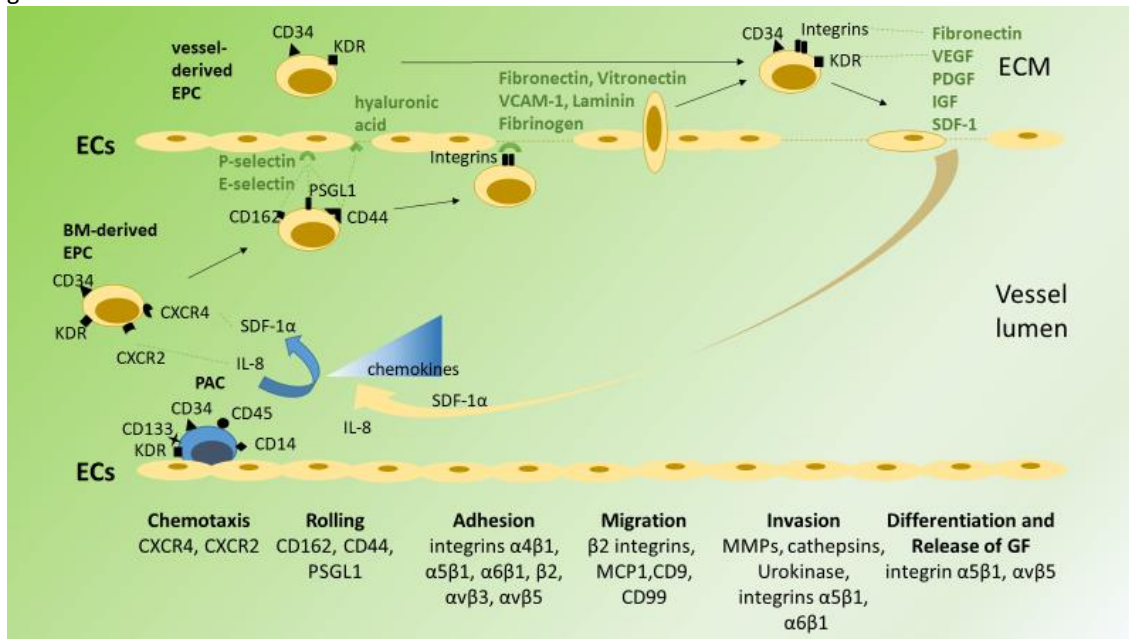 vessel-
derived
EPC
CD34
KDR
CD34
Integrins
KDR
Fibronectin
VEGF
PDGF
IGF
SDF-1
ECM
hyaluronic
acid
Fibronectin, Vitronectin
VCAM-1, Laminin
Fibrinogen
ECs
P-selectin
E-selectin
Integrins
PSGL1
CD162
CD44
BM-derived
EPC
CD34
KDR
CXCR4
CXCR2
SDF-1α
IL-8
chemokines
Vessel
lumen
SDF-1α
IL-8
PAC
CD34
CD45
CD133
KDR
CD14
ECs
Chemotaxis
CXCR4, CXCR2
Rolling
CD162, CD44,
PSGL1
Adhesion
integrins α4β1,
α5β1, α6β1, β2,
αvβ3, αvβ5
Migration
β2 integrins,
MCP1,CD9,
CD99
Invasion
MMPs, cathepsins,
Urokinase,
integrins α5β1,
α6β1
Differentiation and
Release of GF
integrin α5β1, αvβ5